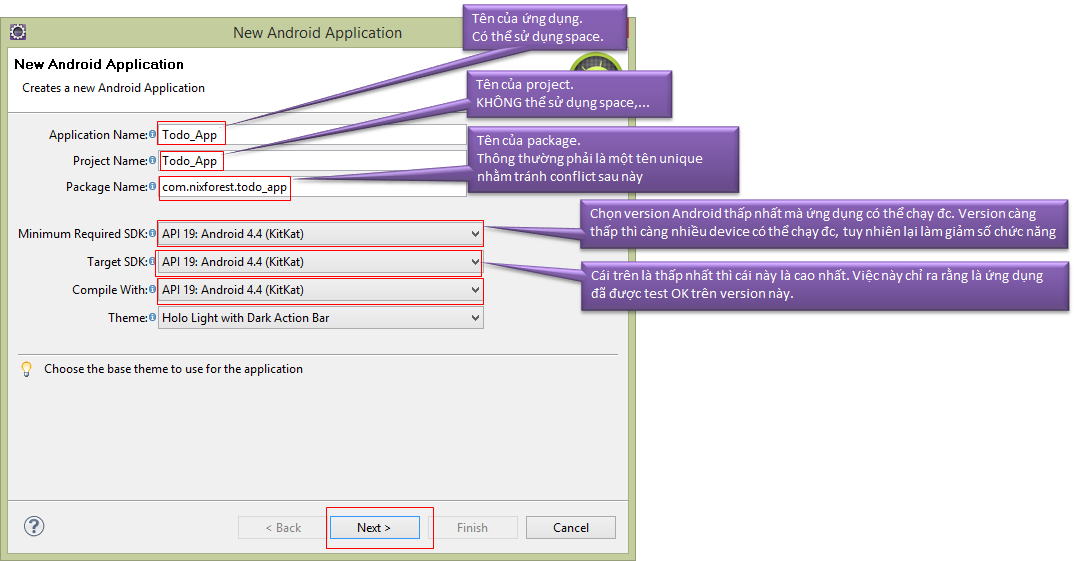 New Android Application
Tên của ứng dụng.
Có thể sử dụng space.
New Android Application
Creates a new Android Application
Tên của project.
KHÔNG thể sử dụng space,...
Application Name: Todo_App
Project Name: Todo_App
Package Name: com.nixforest.todo_app
Tên của package.
Thông thường phải là một tên unique
nhằm tránh conflict sau này
Minimum Required SDK: API 19: Android 4.4 (KitKat)
Chọn version Android thấp nhất mà ứng dụng có thể chạy đc. Version càng
thấp thì càng nhiều device có thể chạy đc, tuy nhiên lại làm giảm số chức năng
Target SDK: API 19: Android 4.4 (KitKat)
Cái trên là thấp nhất thì cái này là cao nhất. Việc này chỉ ra rằng là ứng dụng
đã được test OK trên version này.
Compile With: API 19: Android 4.4 (KitKat)
Theme: Holo Light with Dark Action Bar
Choose the base theme to use for the application
? < Back Next > Finish Cancel